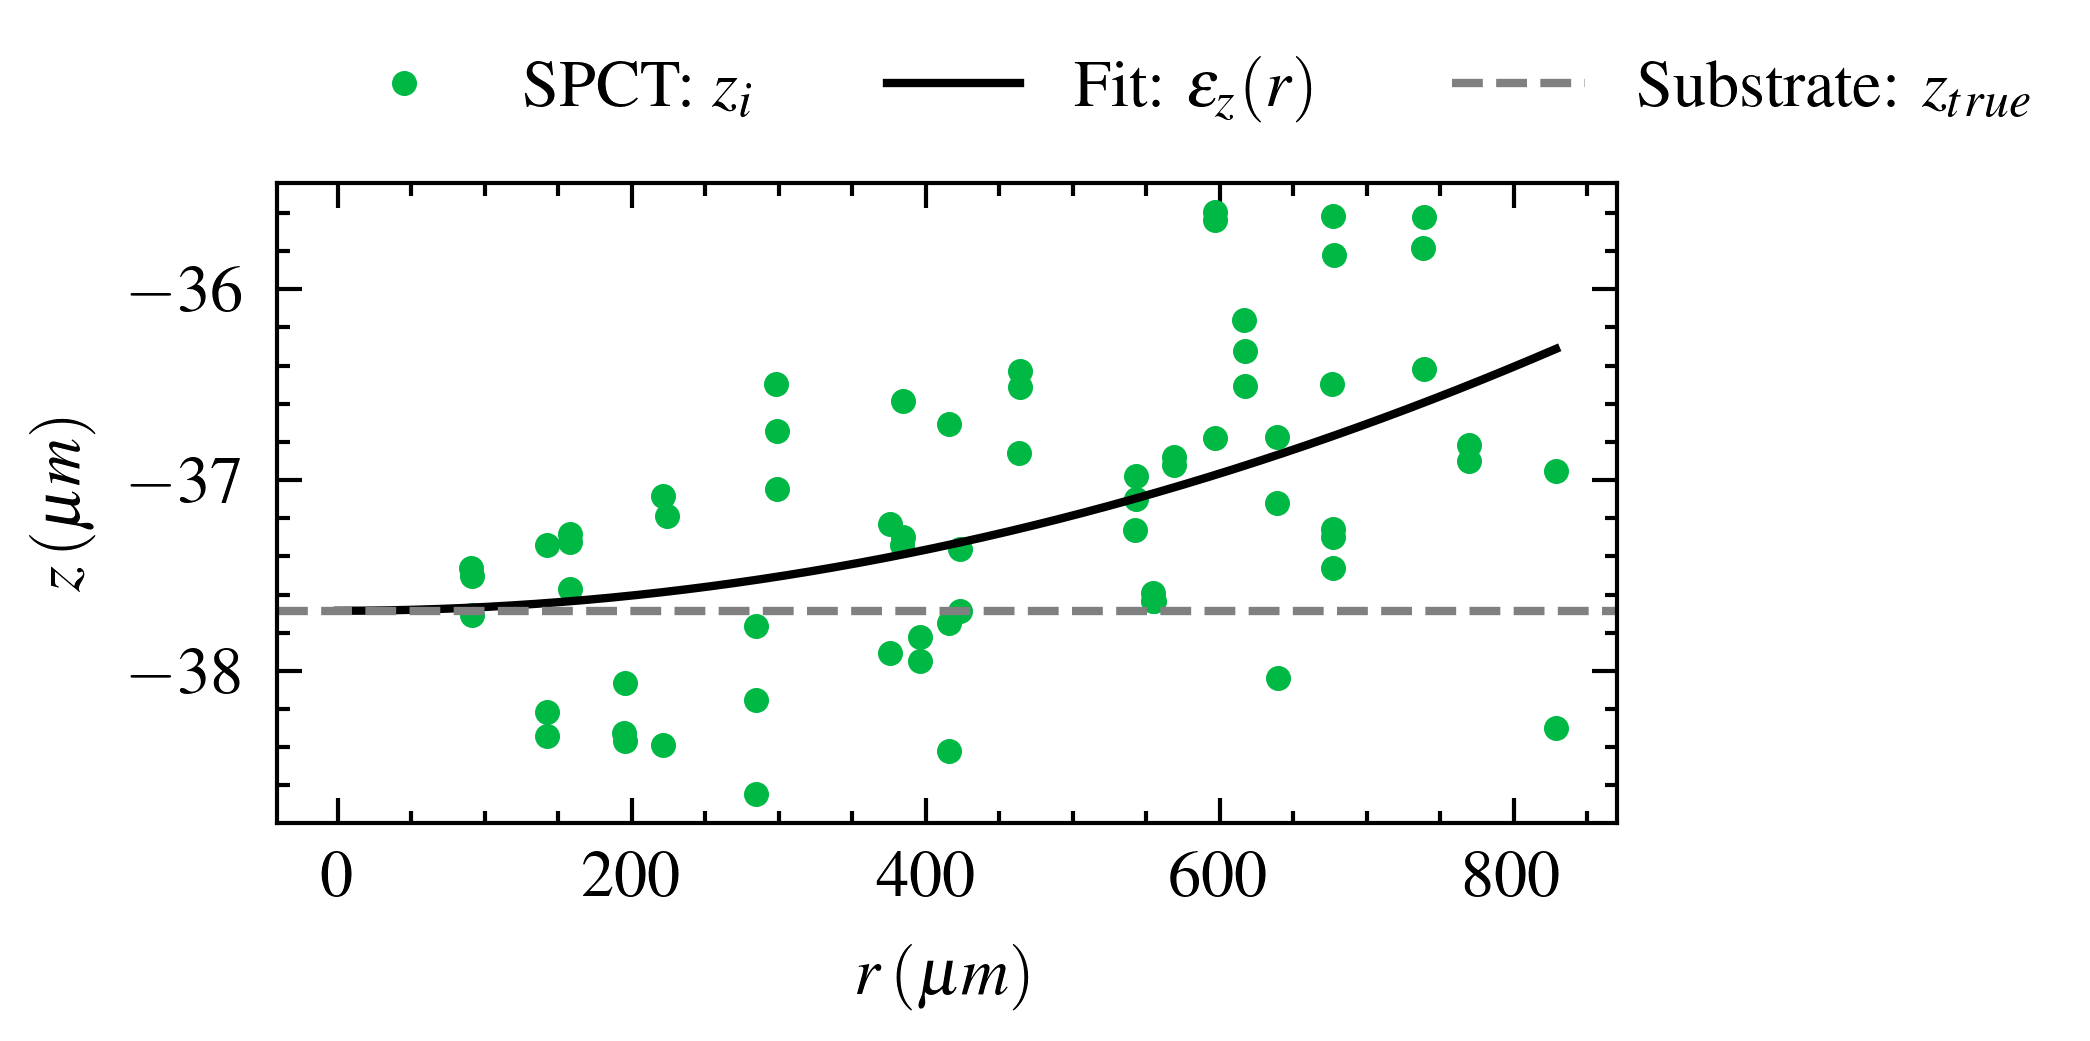 SPCT: z_i Fit: ε_z(r) Substrate: z_true
−36
−37
−38
z (μm)
0 200 400 600 800
r (μm)